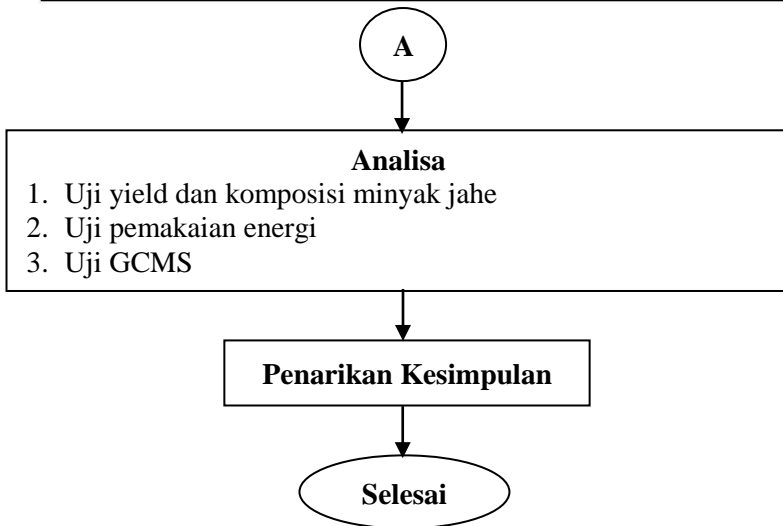 A
Analisa
1. Uji yield dan komposisi minyak jahe
2. Uji pemakaian energi
3. Uji GCMS
Penarikan Kesimpulan
Selesai